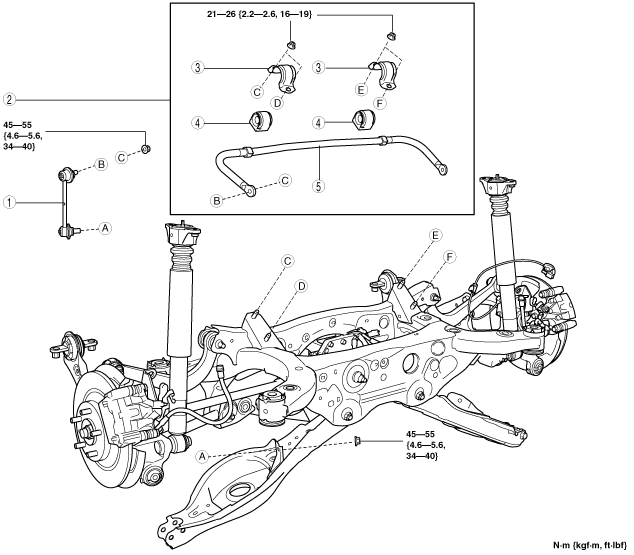 21—26 {2.2—2.6, 16—19}
3
3
C
D
E
F
2
4
4
45—55
{4.6—5.6,
34—40}
C
B
1
A
C
B
5
E
C
F
D
A
45—55
{4.6—5.6,
34—40}
N·m {kgf·m, ft·lbf}